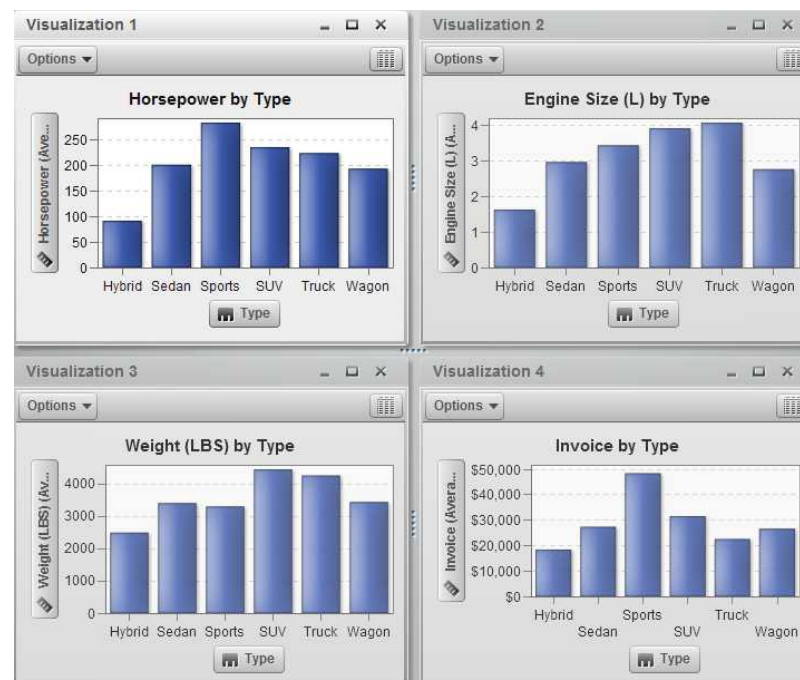 Visualization 1
Options
Horsepower by Type
Horsepower (Ave...
250
200
150
100
50
0
Hybrid Sedan Sports SUV Truck Wagon
Type
Visualization 2
Options
Engine Size (L) by Type
Engine Size (L) (A...
4
3
2
1
0
Hybrid Sedan Sports SUV Truck Wagon
Type
Visualization 3
Options
Weight (LBS) by Type
Weight (LBS) (Av...
4000
3000
2000
1000
0
Hybrid Sedan Sports SUV Truck Wagon
Type
Visualization 4
Options
Invoice by Type
Invoice (Avera...
$50,000
$40,000
$30,000
$20,000
$10,000
$0
Hybrid Sports Truck
Sedan SUV Wagon
Type